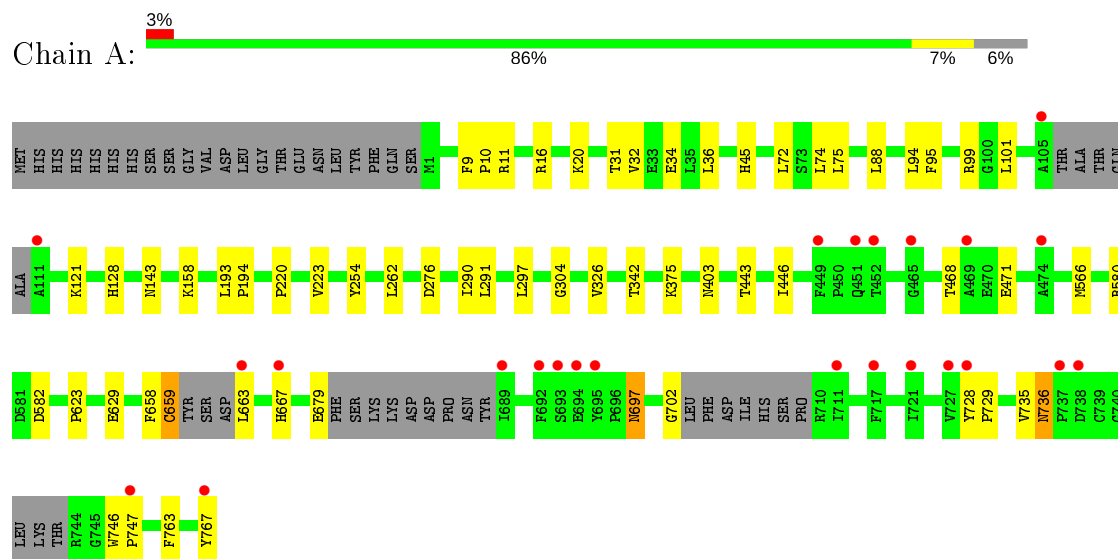 3%
Chain A:
86% 7% 6%
MET HIS HIS HIS HIS HIS HIS SER SER GLY VAL ASP LEU GLY THR GLU ASN LEU TYR PHE GLN SER M1 F9 P10 R11 R16 K20 T31 V32 E33 E34 L35 L36 H45 L72 S73 L74 L75 L88 L94 F95 R99 G100 L101 A105 THR ALA THR GLN
ALA A111 K121 H128 N143 K158 L193 P194 P220 V223 Y254 L262 D276 I290 L291 L297 G304 V326 T342 K375 N403 T443 I446 F449 P450 Q451 T452 G465 T468 A469 E470 E471 A474 M566 R580
D581 D582 P623 E629 F658 C659 TYR SER ASP L663 H667 E679 PHE SER LYS LYS ASP ASP PRO ASN TYR I689 F692 S693 E694 Y695 P696 N697 G702 LEU PHE ASP ILE HIS SER PRO R710 I711 F717 I721 V727 Y728 P729 V735 N736 P737 D738 C739 C740
LEU LYS THR R744 G745 W746 P747 F763 Y767